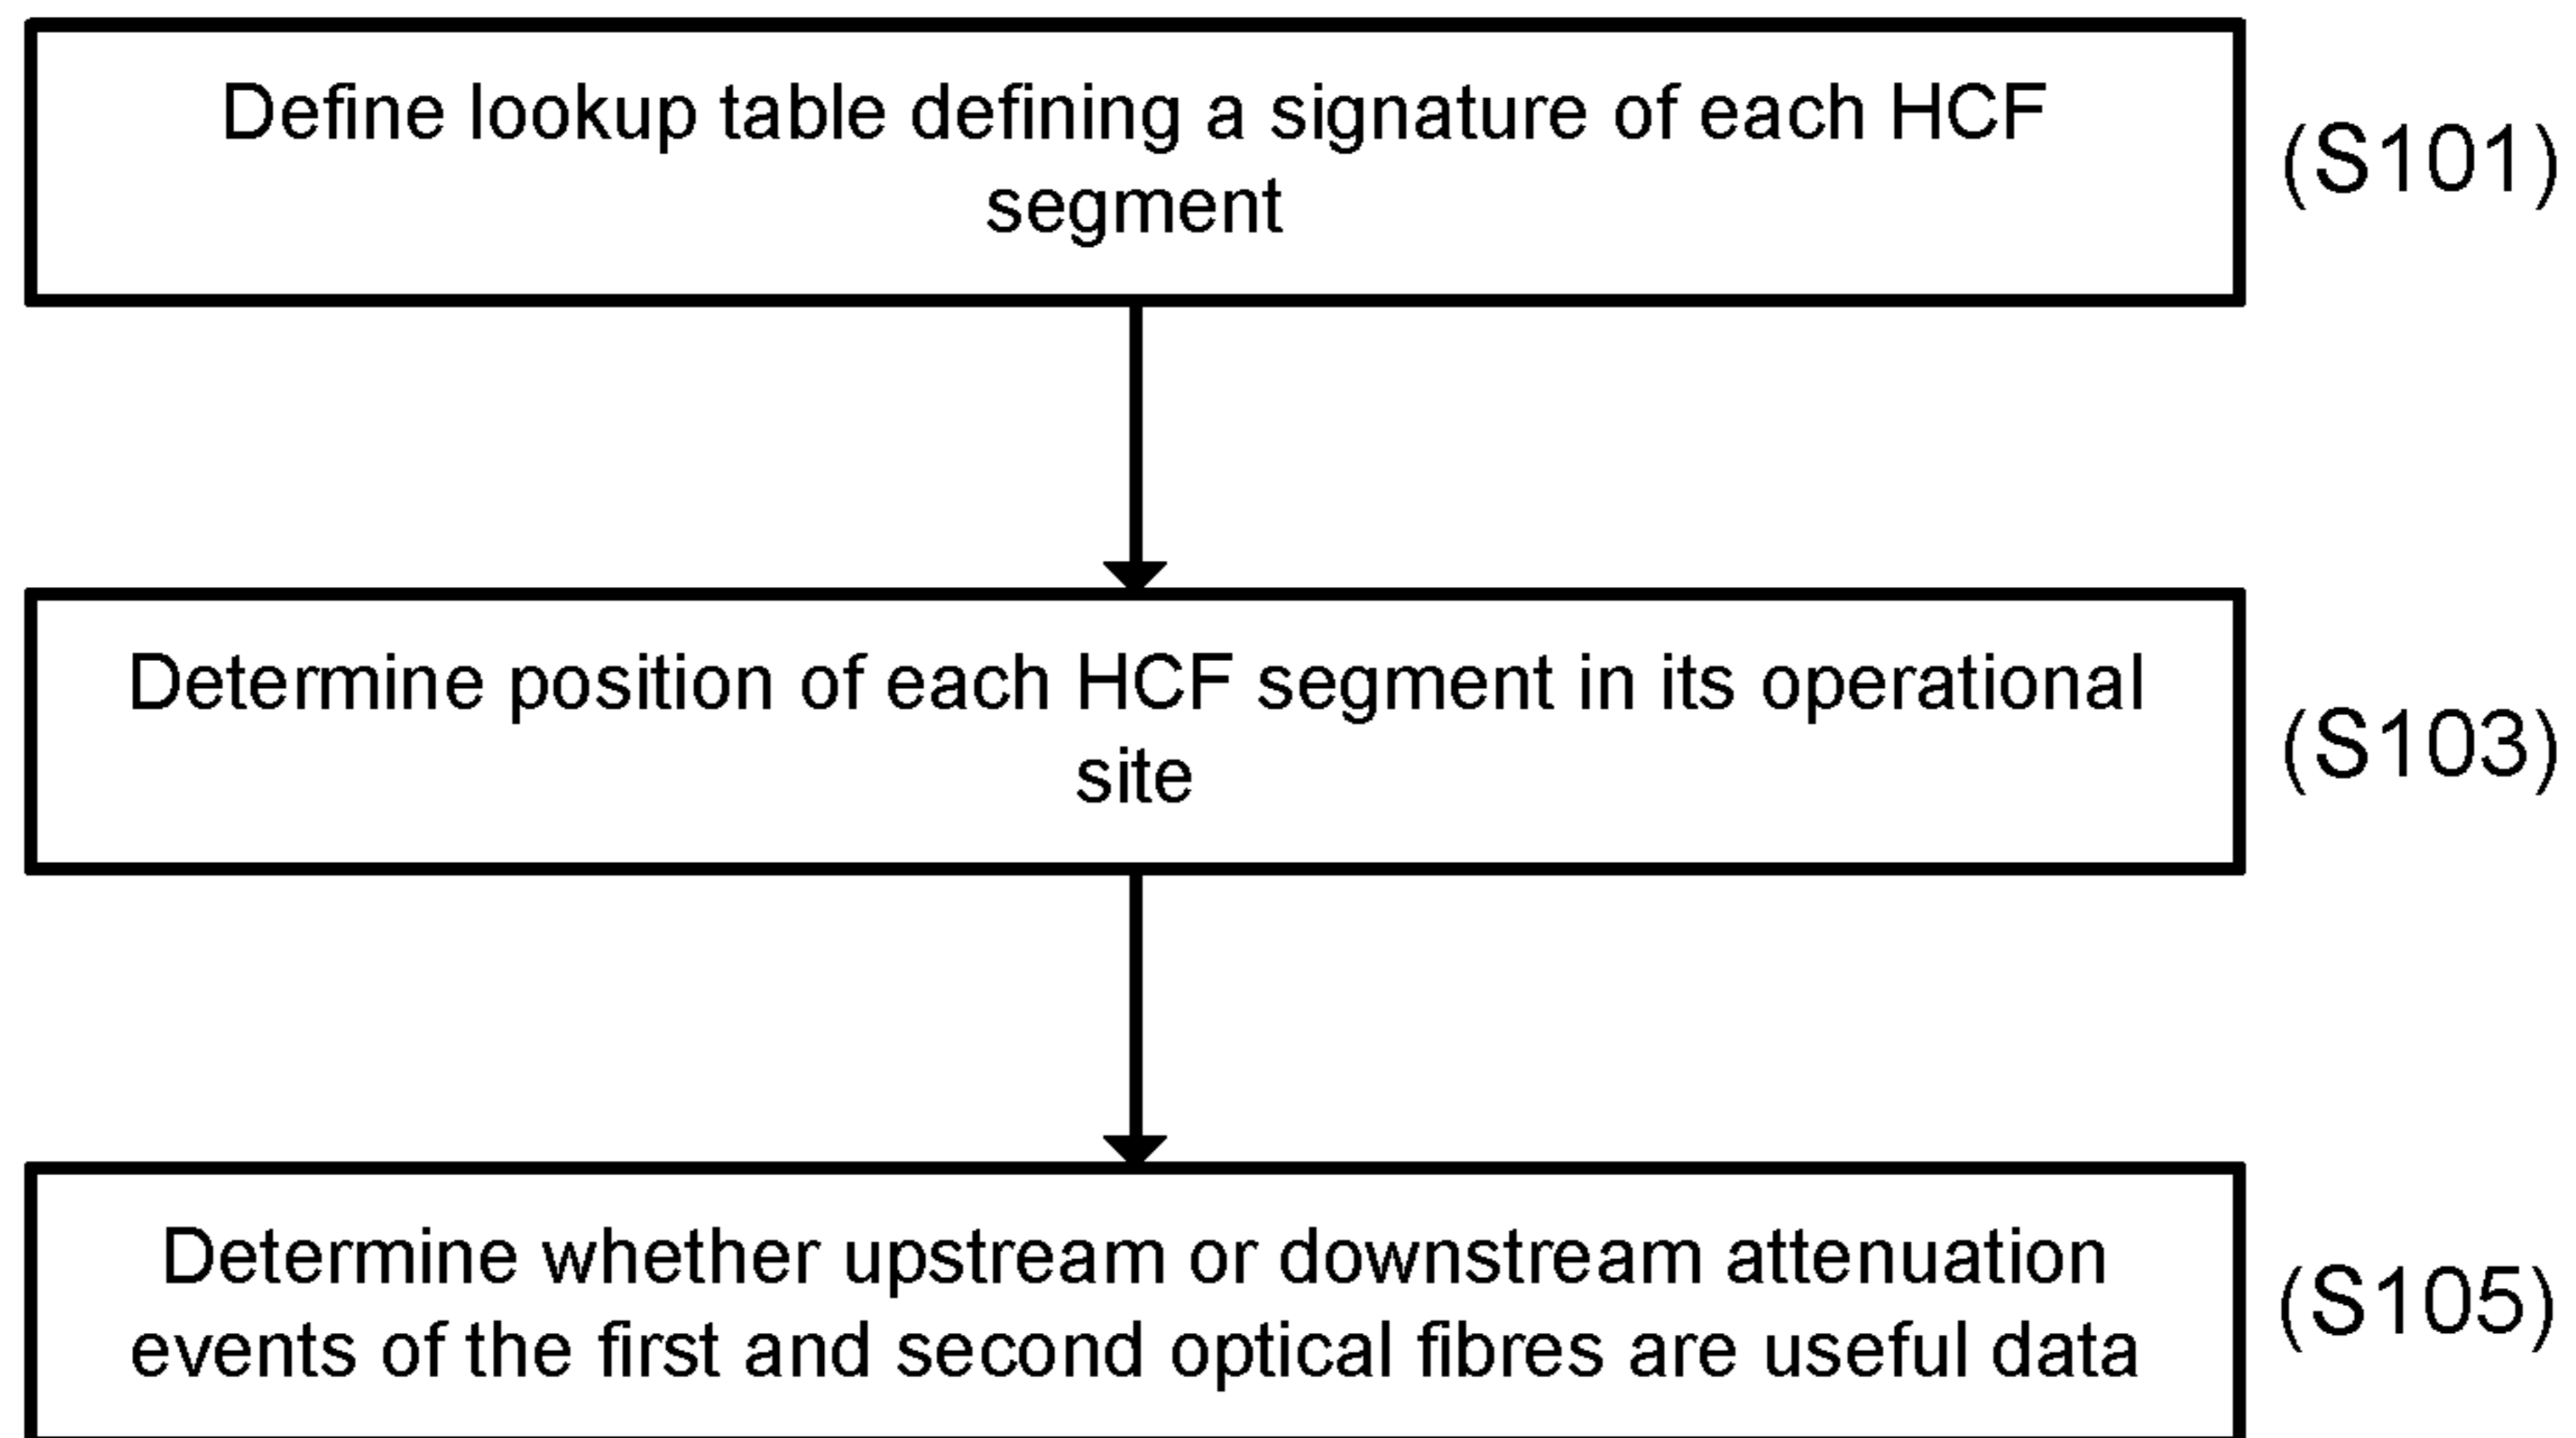 Define lookup table defining a signature of each HCF
segment
(S101)
Determine position of each HCF segment in its operational
site
(S103)
Determine whether upstream or downstream attenuation
events of the first and second optical fibres are useful data
(S105)